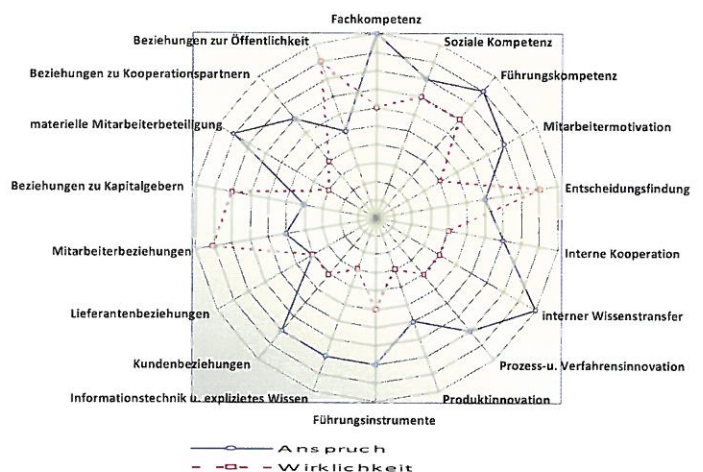 Fachkompetenz
Soziale Kompetenz
Führungskompetenz
Mitarbeitermotivation
Entscheidungsfindung
Interne Kooperation
interner Wissenstransfer
Prozess-u. Verfahrensinnovation
Produktinnovation
Führungsinstrumente
Informationstechnik u. explizietes Wissen
Kundenbeziehungen
Lieferantenbeziehungen
Mitarbeiterbeziehungen
Beziehungen zu Kapitalgebern
materielle Mitarbeiterbeteiligung
Beziehungen zu Kooperationspartnern
Beziehungen zur Öffentlichkeit
Anspruch
Wirklichkeit